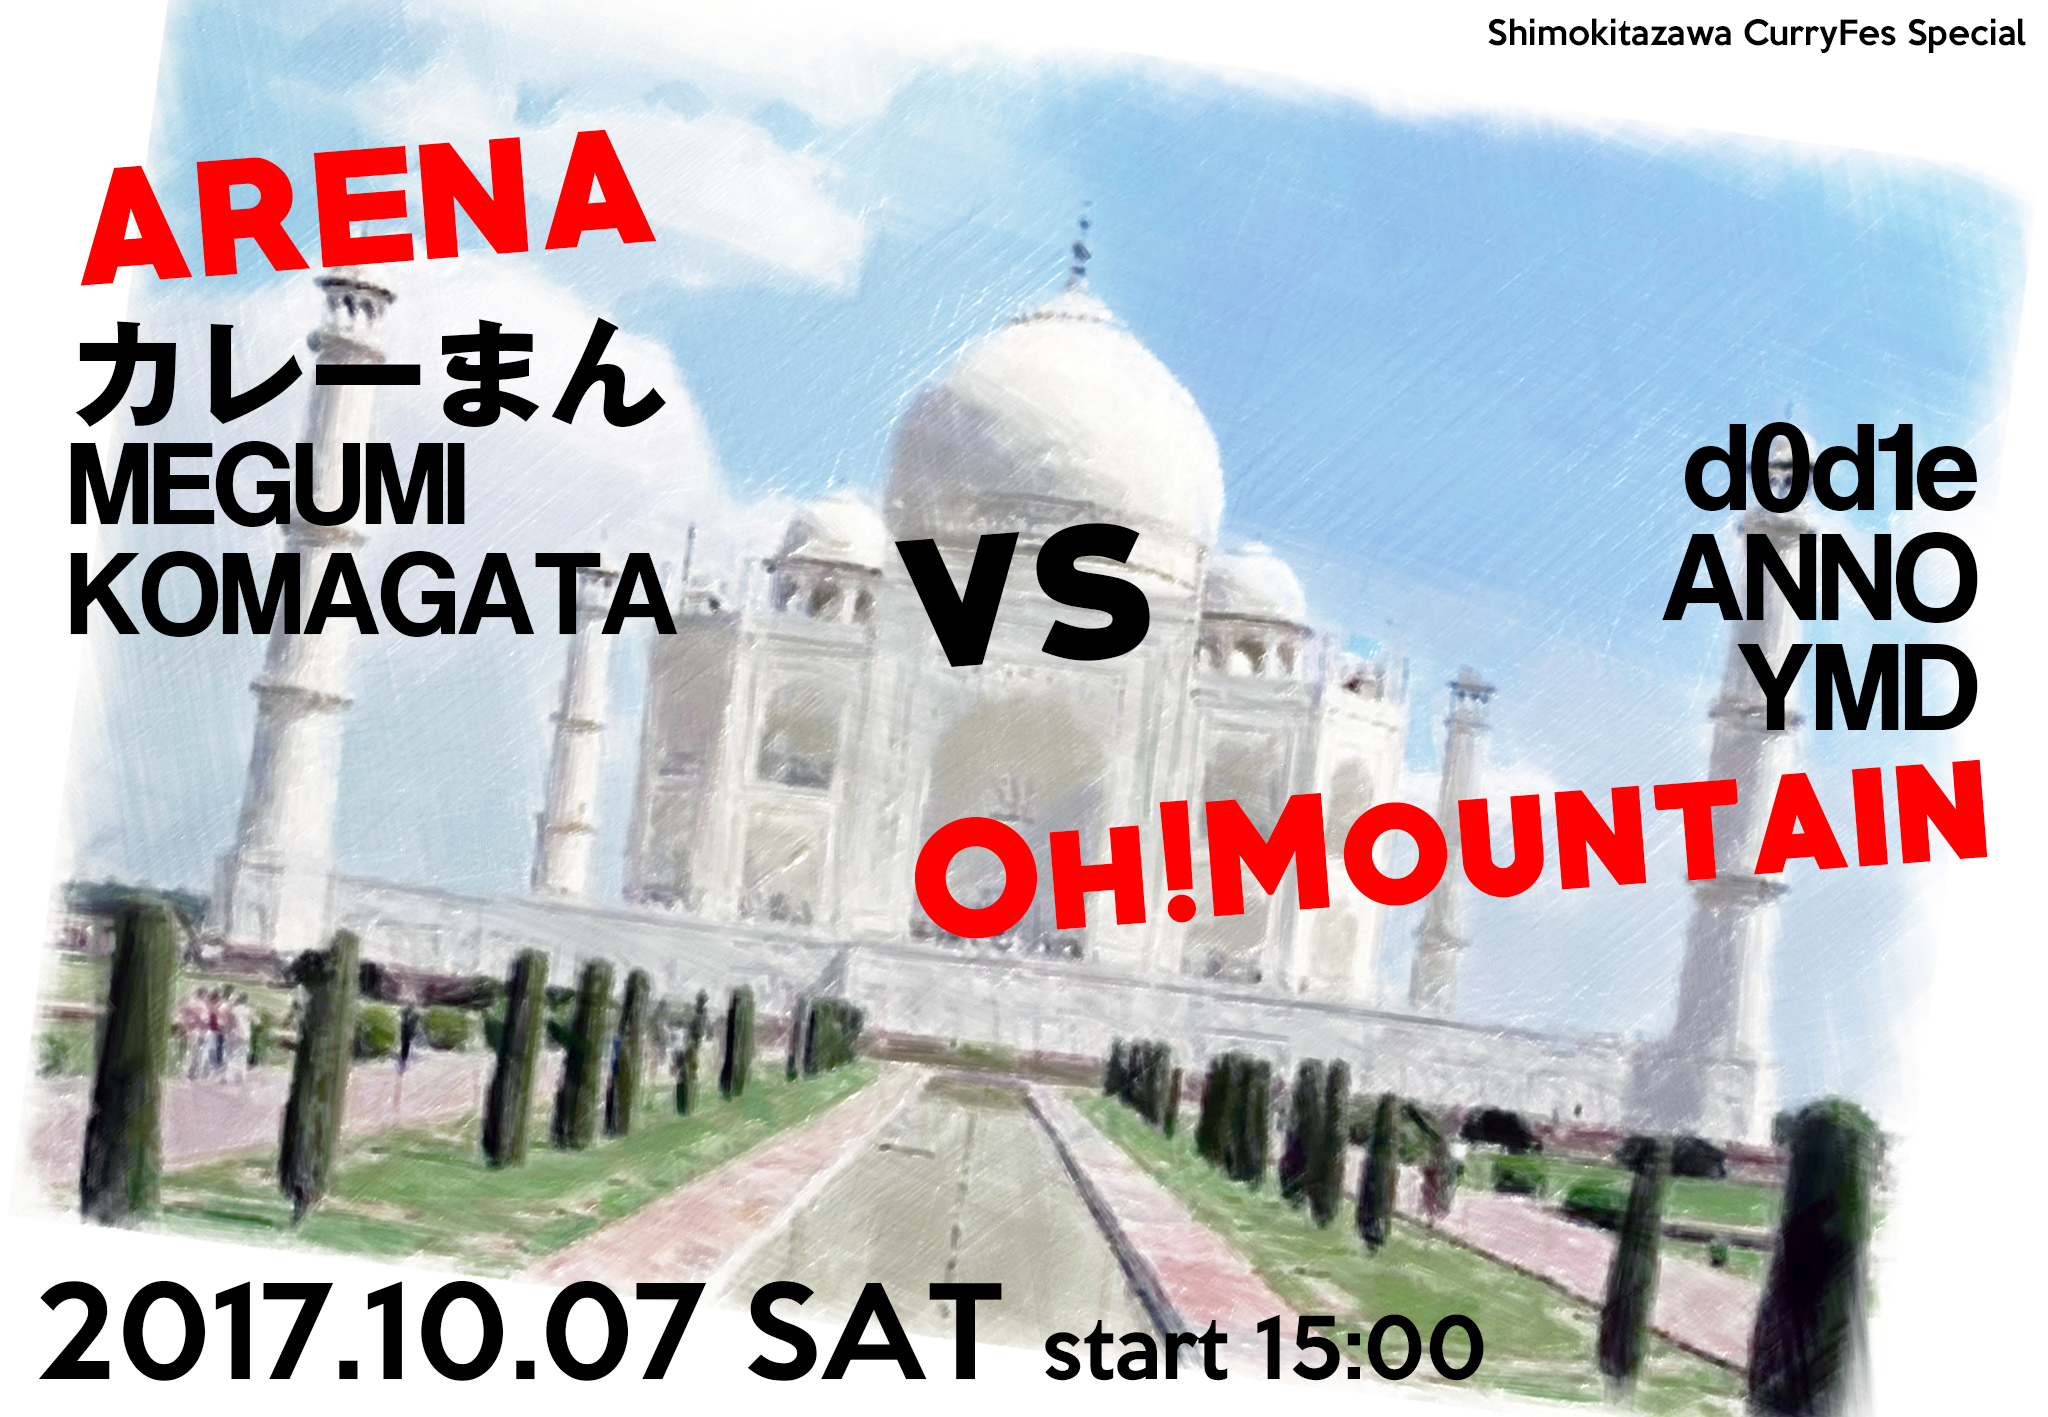 Shimokitazawa CurryFes Special
ARENA
カレーまん
MEGUMI
KOMAGATA
vs
d0d1e
ANNO
YMD
OH!MOUNTAIN
2017.10.07 SAT start 15:00